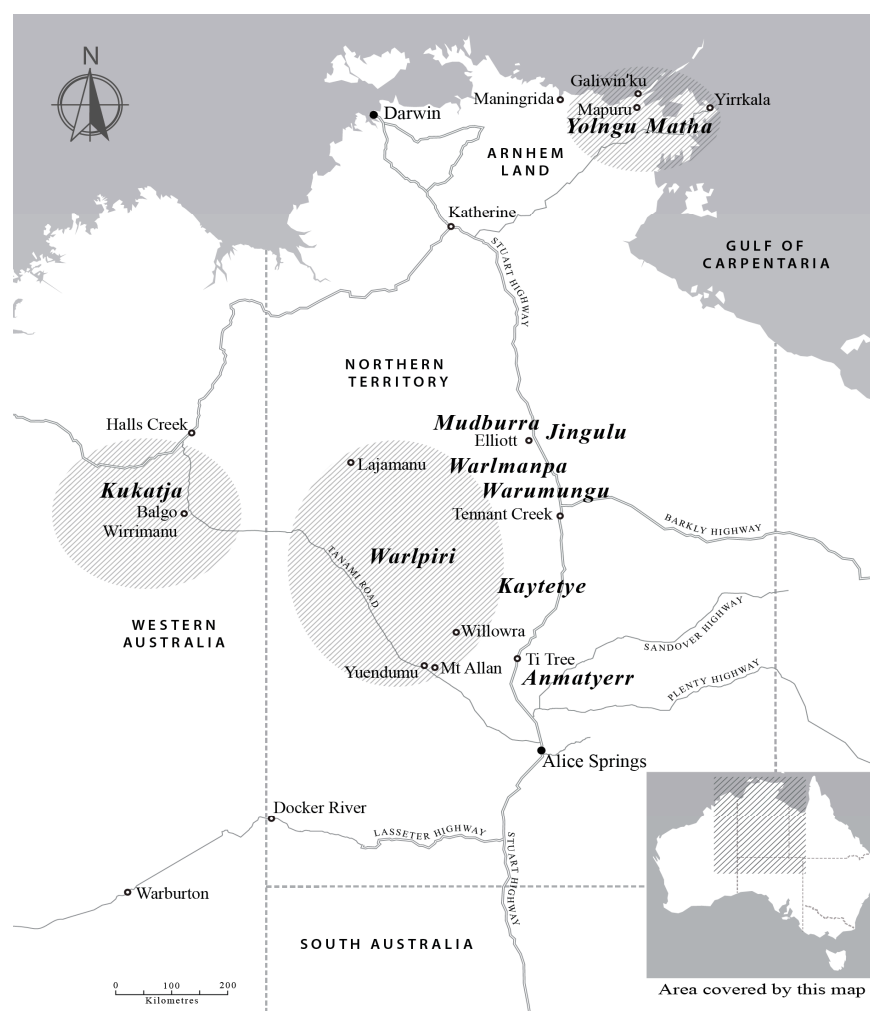 N
Galiwin'ku
Maningrida
Mapuru
Yirrkala
Yolngu Matha
Darwin
ARNHEM
LAND
Katherine
STUART HIGHWAY
GULF OF
CARPENTARIA
NORTHERN
TERRITORY
Halls Creek
Mudburra
Elliott
Jingulu
Lajamanu
Warlmanpa
Kukatja
Warumungu
Balgo
Wirrimanu
Tennant Creek
BARKLY HIGHWAY
TANAMI ROAD
Warlpiri
Kaytetye
WESTERN
AUSTRALIA
Willowra
SANDOVER HIGHWAY
Yuendumu
Mt Allan
Ti Tree
Anmatyerr
PLENTY HIGHWAY
Alice Springs
Docker River
LASSETER HIGHWAY
STUART HIGHWAY
Warburton
SOUTH AUSTRALIA
0 100 200
Kilometres
Area covered by this map